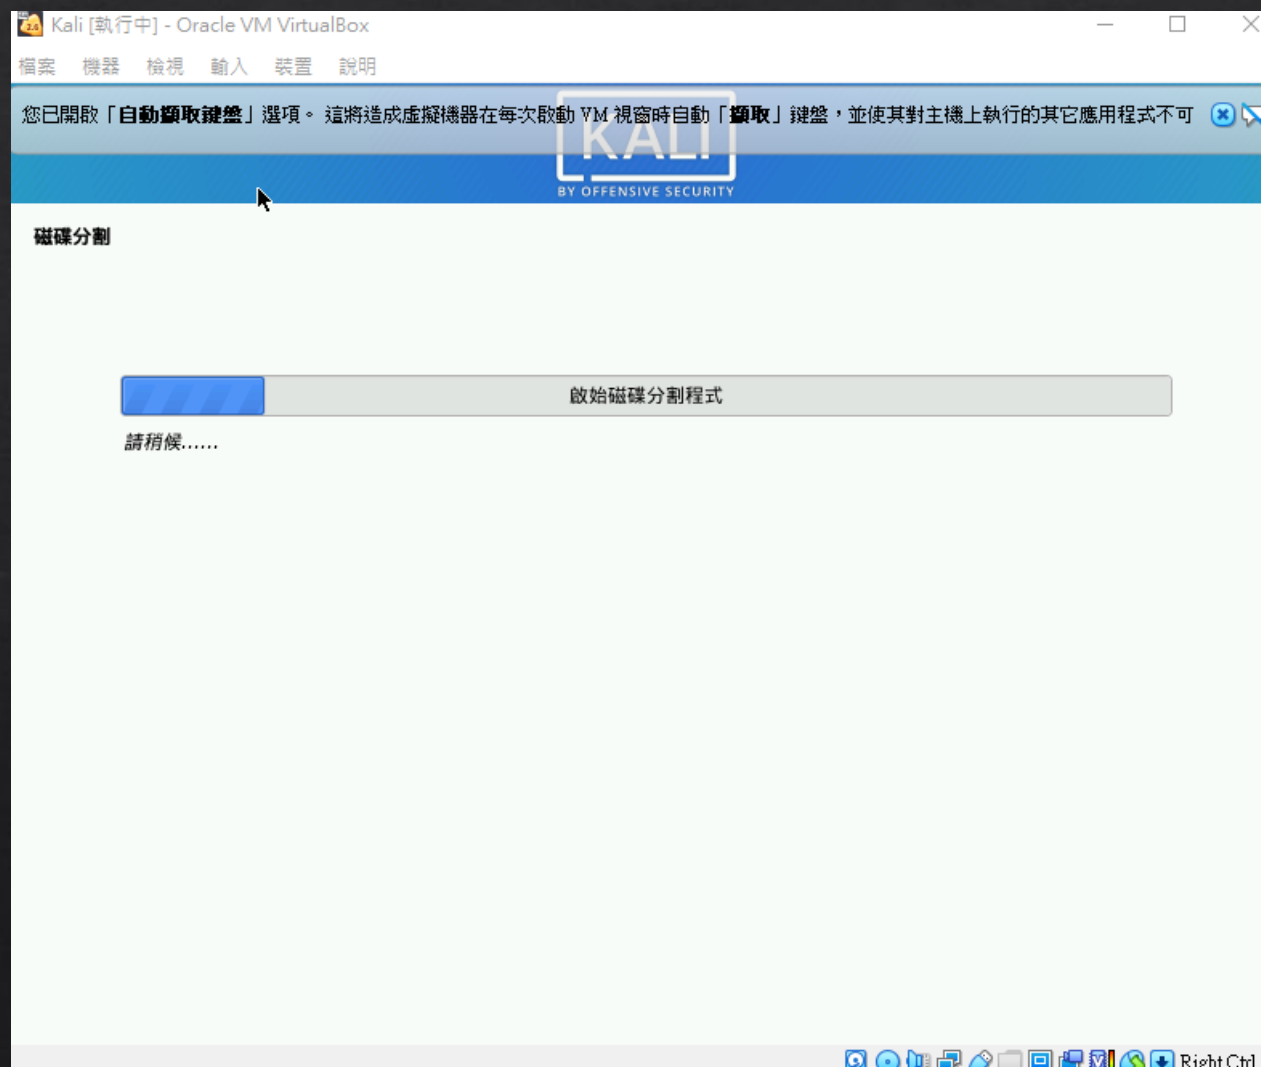 Kali [執行中] - Oracle VM VirtualBox
檔案 機器 檢視 輸入 裝置 說明
您已開啟「自動擷取鍵盤」選項。 這將造成虛擬機器在每次啟動 VM 視窗時自動「擷取」鍵盤，並使其對主機上執行的其它應用程式不可
KALI
BY OFFENSIVE SECURITY
磁碟分割
啟始磁碟分割程式
請稍候......
Right Ctrl